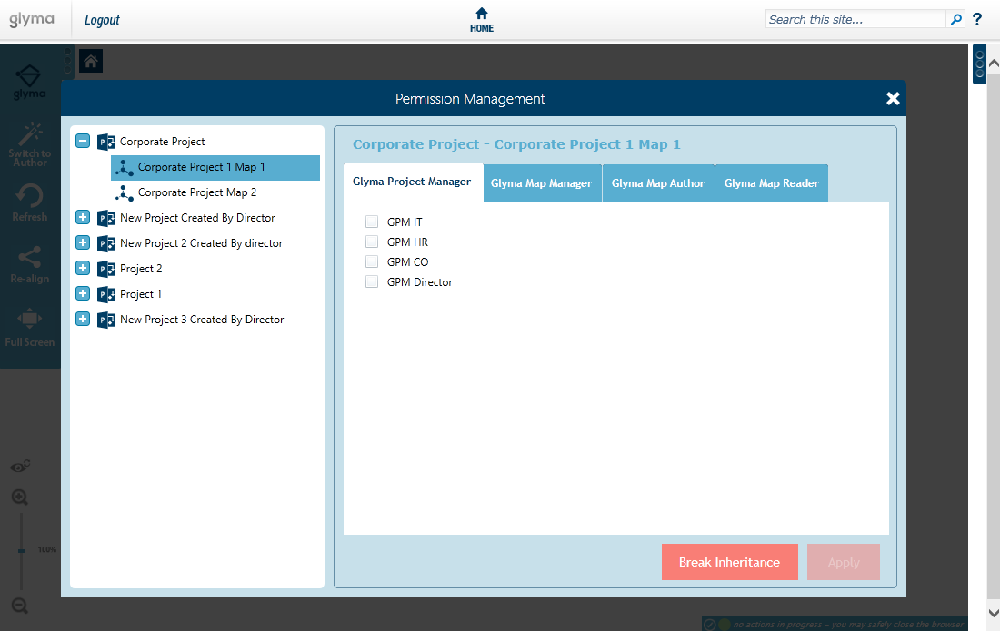 glyma
Logout
HOME
Search this site...
?
glyma
Switch to
Author
Refresh
Re-align
Full Screen
100%
Permission Management
Corporate Project
Corporate Project 1 Map 1
Corporate Project Map 2
New Project Created By Director
New Project 2 Created By director
Project 2
Project 1
New Project 3 Created By Director
Corporate Project - Corporate Project 1 Map 1
Glyma Project Manager
Glyma Map Manager
Glyma Map Author
Glyma Map Reader
GPM IT
GPM HR
GPM CO
GPM Director
Break Inheritance
Apply
no actions in progress - you may safely close the browser